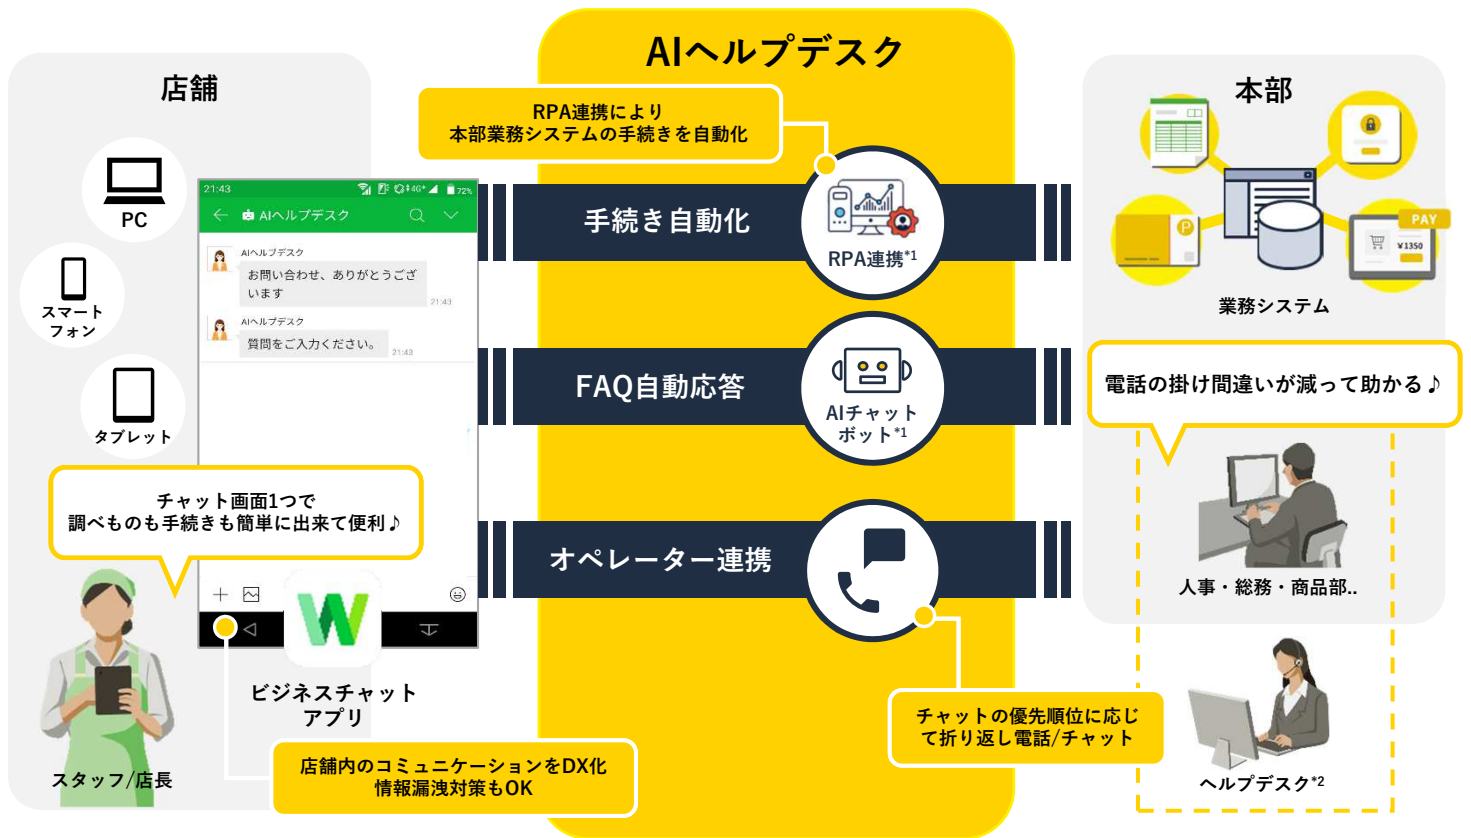 AIヘルプデスク
店舗
本部
RPA連携により
本部業務システムの手続きを自動化
PC
スマート
フォン
タブレット
21:43
4G+
72%
AIヘルプデスク
AIヘルプデスク
お問い合わせ、ありがとうござ
います
21:43
AIヘルプデスク
質問をご入力ください。
21:43
手続き自動化
RPA連携*1
FAQ自動応答
AIチャット
ボット*1
オペレーター連携
PAY
¥1350
P
業務システム
電話の掛け間違いが減って助かる♪
人事・総務・商品部..
ヘルプデスク*2
チャット画面1つで
調べものも手続きも簡単に出来て便利♪
W
ビジネスチャット
アプリ
スタッフ/店長
店舗内のコミュニケーションをDX化
情報漏洩対策もOK
チャットの優先順位に応じ
て折り返し電話/チャット